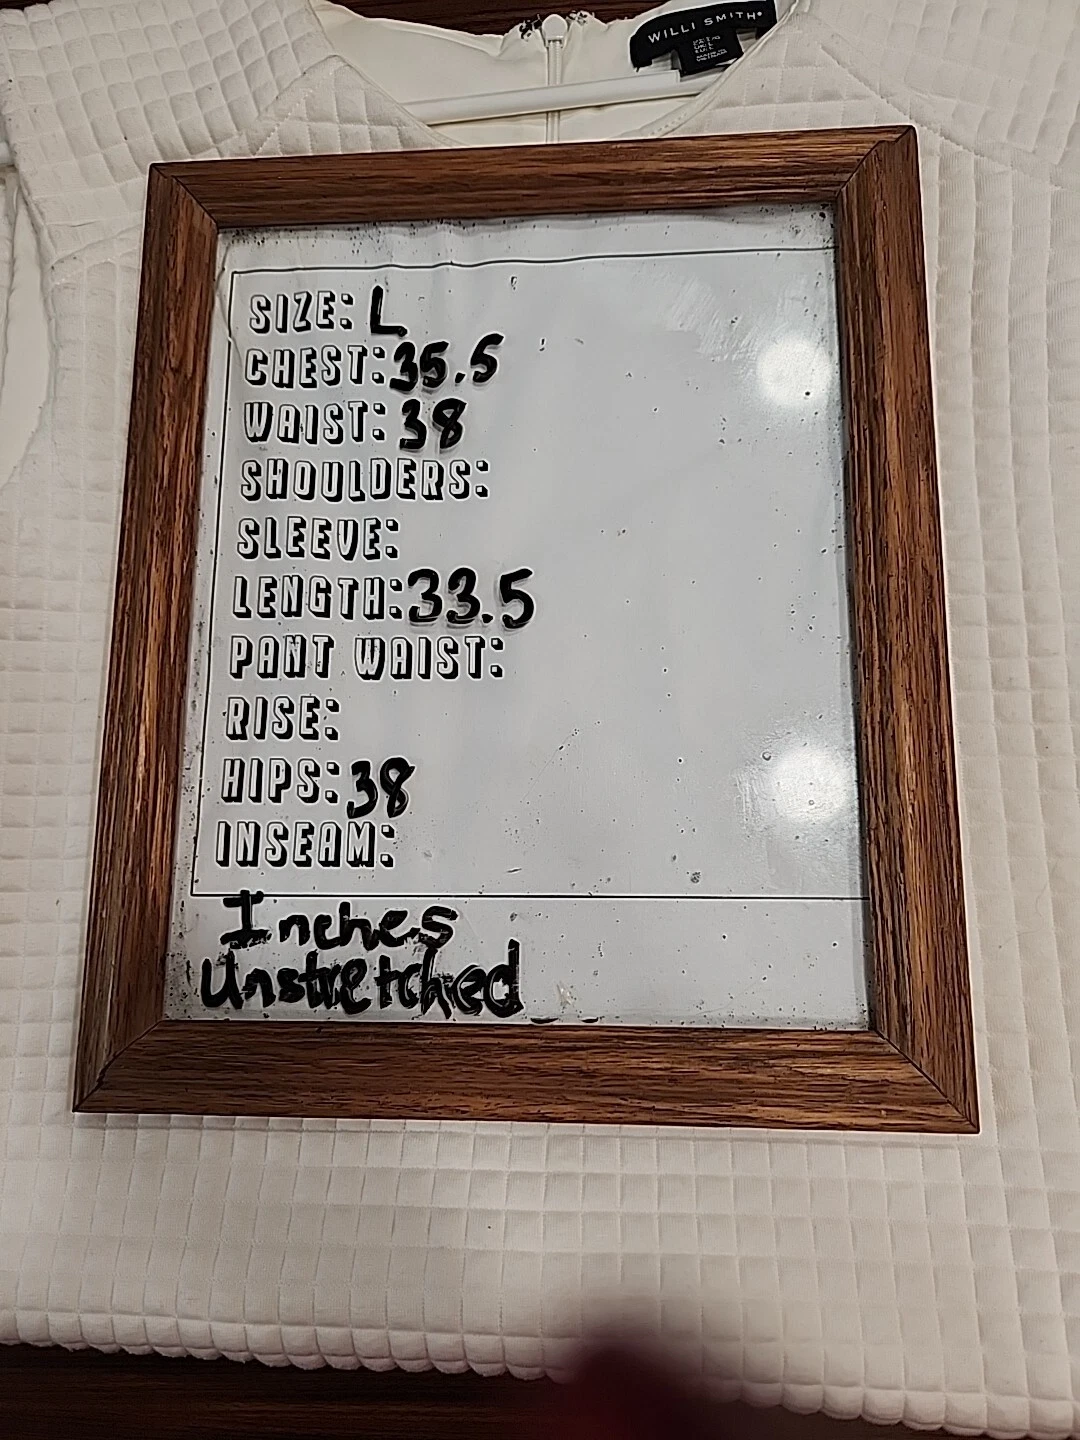 WILLI SMITH
SIZE: L
CHEST: 35.5
WAIST: 38
SHOULDERS:
SLEEVE:
LENGTH: 33.5
PANT WAIST:
RISE:
HIPS: 38
INSEAM:
Inches
Unstretched